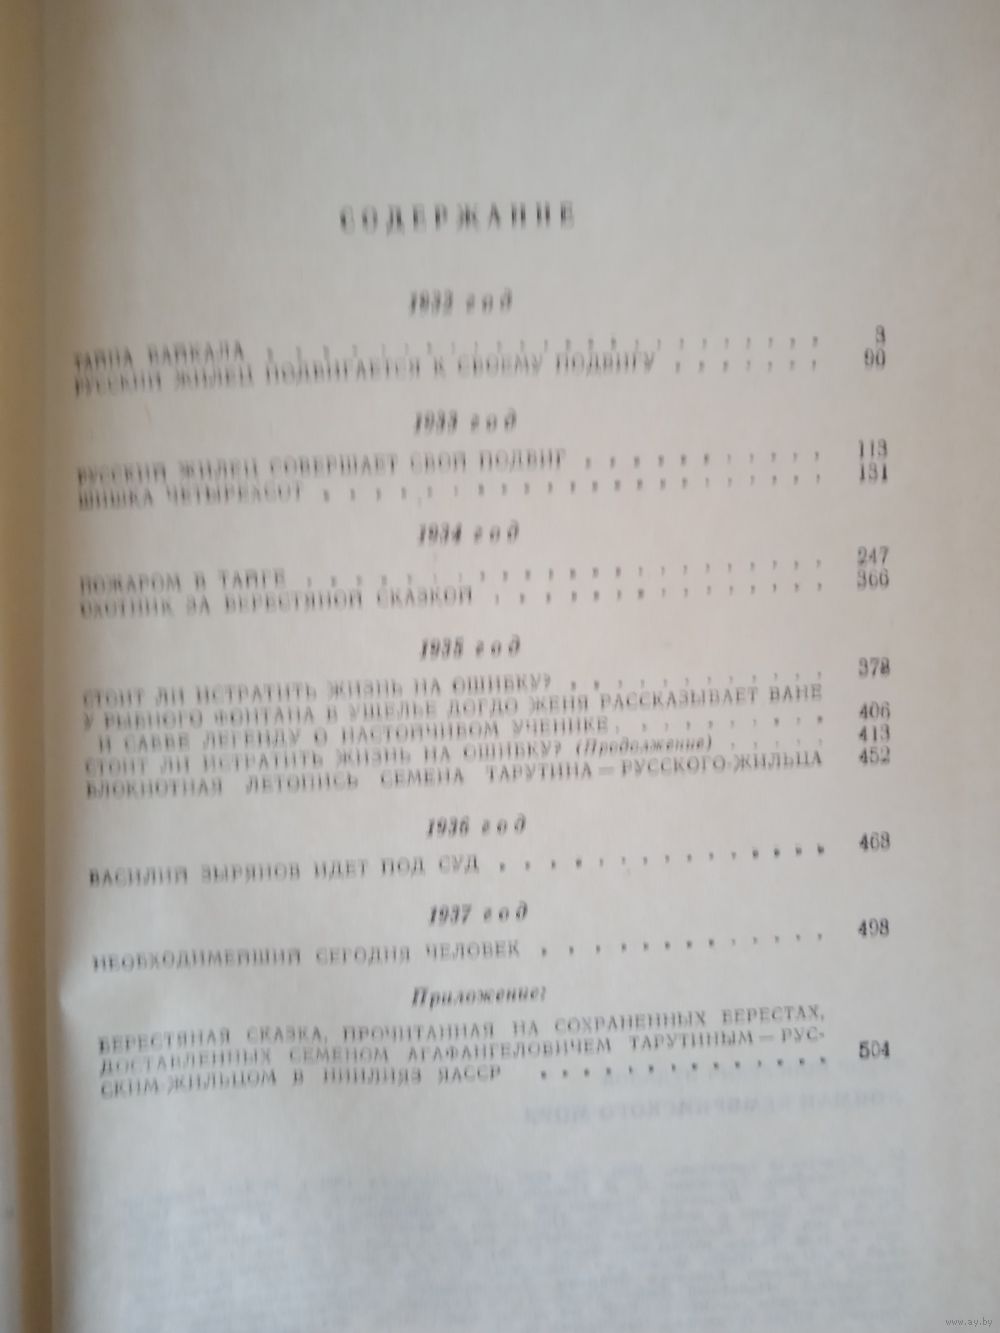 СОДЕРЖАНИЕ
1932 год
ТАЙНА БАЙКАЛА 3
РУССКИЙ ЖИЛЕЦ ПОДВИГАЕТСЯ К СВОЕМУ ПОДВИГУ 90
1933 год
РУССКИЙ ЖИЛЕЦ СОВЕРШАЕТ СВОЙ ПОДВИГ 113
ШИШКА ЧЕТЫРЕХСОТ 131
1934 год
ПОЖАРОМ В ТАЙГЕ 247
ОХОТНИК ЗА БЕРЕСТЯНОЙ СКАЗКОЙ 366
1935 год
СТОИТ ЛИ ИСТРАТИТЬ ЖИЗНЬ НА ОШИБКУ? 378
У РЫБНОГО ФОНТАНА В УЩЕЛЬЕ ДОГДО ЖЕНЯ РАССКАЗЫВАЕТ ВАНЕ
И САВВЕ ЛЕГЕНДУ О НАСТОЙЧИВОМ УЧЕНИКЕ 406
СТОИТ ЛИ ИСТРАТИТЬ ЖИЗНЬ НА ОШИБКУ? (Продолжение) 413
БЛОКНОТНАЯ ЛЕТОПИСЬ СЕМЕНА ТАРУТИНА — РУССКОГО-ЖИЛЬЦА 452
1936 год
ВАСИЛИЙ ЗЫРЯНОВ ИДЕТ ПОД СУД 468
1937 год
НЕОБХОДИМЕЙШИЙ СЕГОДНЯ ЧЕЛОВЕК 498
Приложение:
БЕРЕСТЯНАЯ СКАЗКА, ПРОЧИТАННАЯ НА СОХРАНЕННЫХ БЕРЕСТАХ,
ДОСТАВЛЕННЫХ СЕМЕНОМ АГАФАНГЕЛОВИЧЕМ ТАРУТИНЫМ — РУС-
СКИМ-ЖИЛЬЦОМ В НИИЛИЯЗ ЯАССР 504
www.ay.by